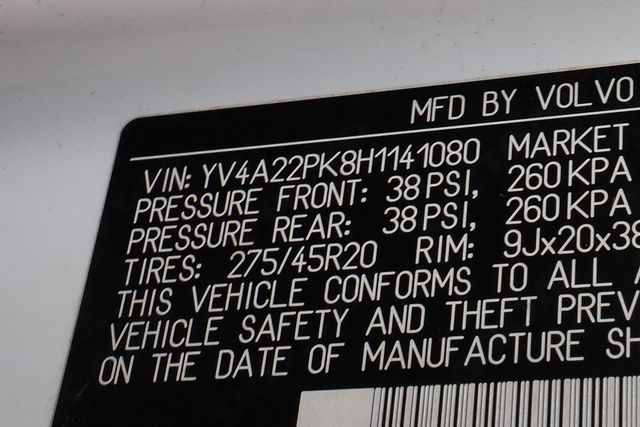 MFD BY VOLVO
VIN: YV4A22PK8H1141080 MARKET
PRESSURE FRONT: 38 PSI, 260 KPA
PRESSURE REAR: 38 PSI, 260 KPA
TIRES: 275/45R20 RIM: 9Jx20x38
THIS VEHICLE CONFORMS TO ALL
VEHICLE SAFETY AND THEFT PREV
ON THE DATE OF MANUFACTURE SH